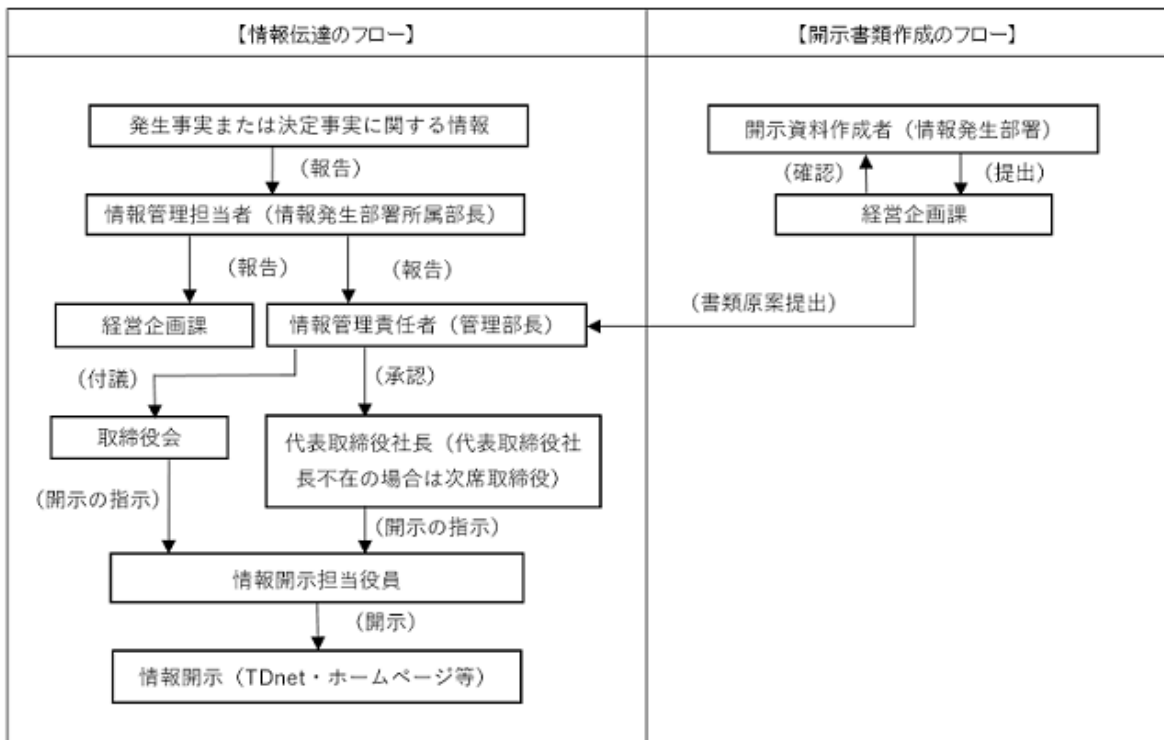 【情報伝達のフロー】
発生事実または決定事実に関する情報
（報告）
情報管理担当者（情報発生部署所属部長）
（報告）
（報告）
経営企画課
情報管理責任者（管理部長）
（付議）
（承認）
取締役会
代表取締役社長（代表取締役社
長不在の場合は次席取締役）
（開示の指示）
（開示の指示）
情報開示担当役員
（開示）
情報開示（TDnet・ホームページ等）
【開示書類作成のフロー】
開示資料作成者（情報発生部署）
（確認）
（提出）
経営企画課
（書類原案提出）